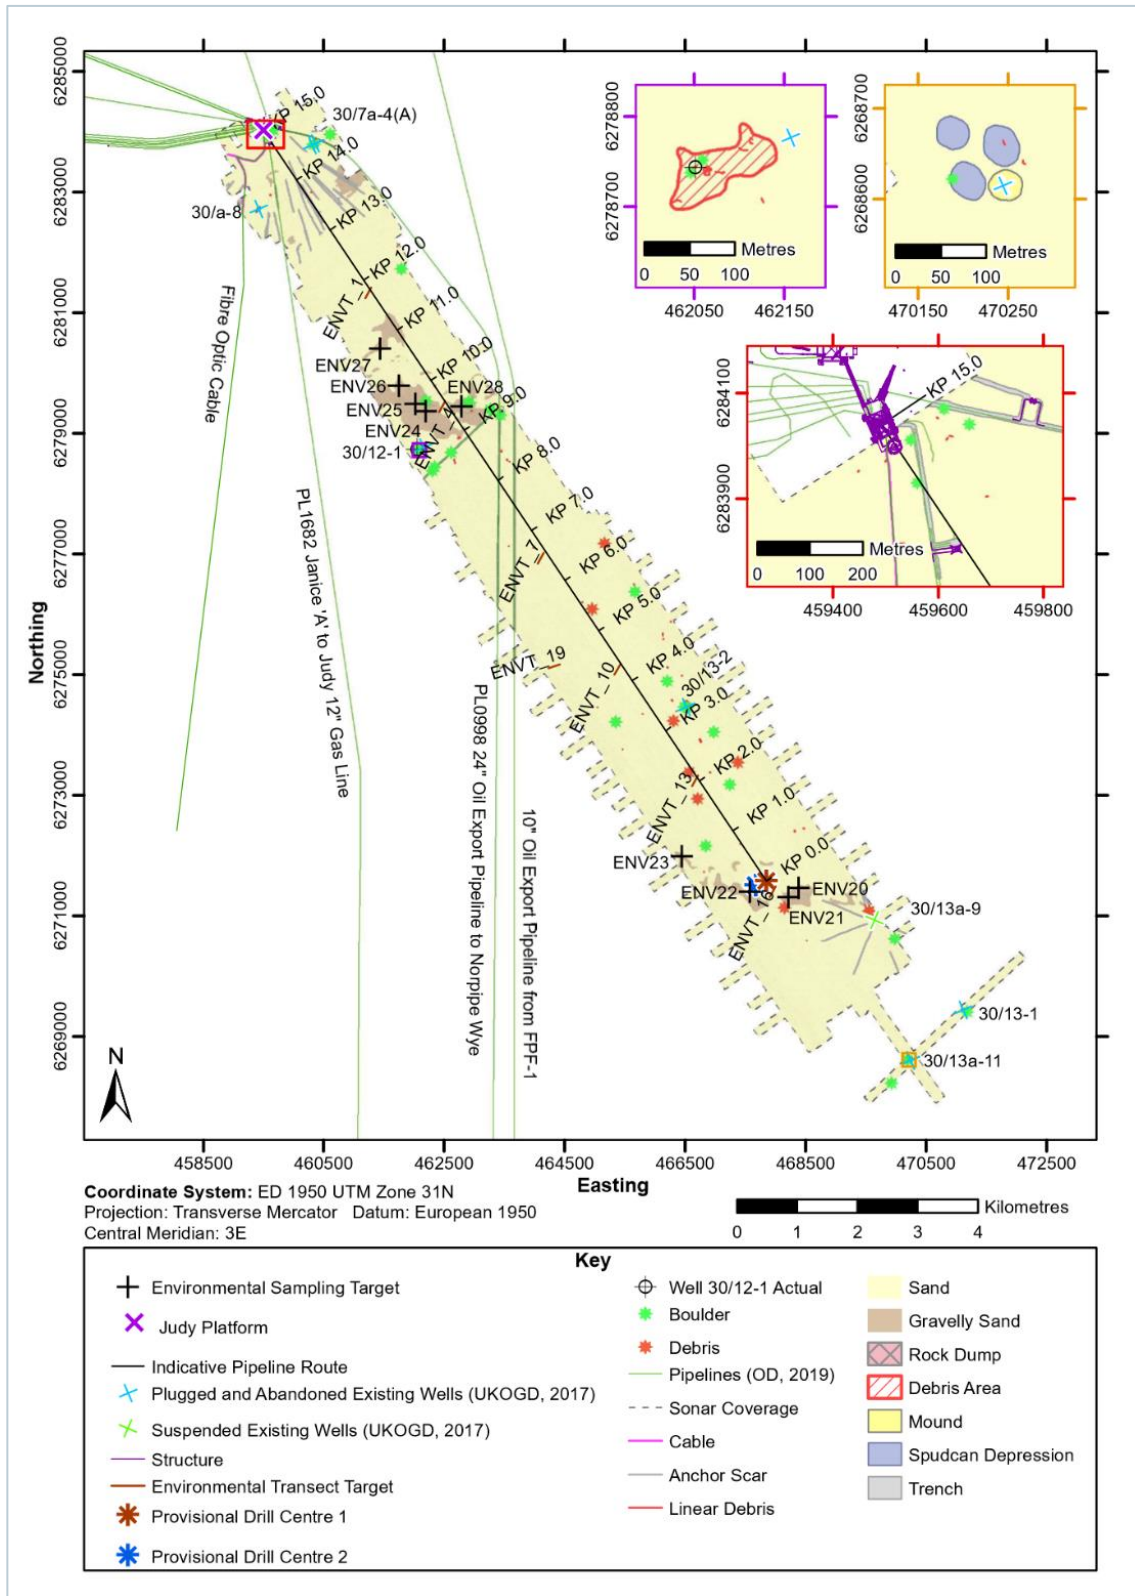 6285000
6283000
6281000
6279000
6277000
6275000
6273000
6271000
6269000
Northing
KP 15.0
30/7a-4(A)
KP 14.0
KP 13.0
30/a-8
KP 12.0
ENVT_1
KP 11.0
Fibre Optic Cable
ENV27
KP 10.0
ENV26
ENV28
ENV25
KP 9.0
ENV24
30/12-1
KP 8.0
PL1682 Janice 'A' to Judy 12" Gas Line
KP 7.0
ENVT_7
KP 6.0
KP 5.0
ENVT_19
KP 4.0
ENVT_10
30/13-2
KP 3.0
PL0998 24" Oil Export Pipeline to Norpipe Wye
10" Oil Export Pipeline from FPF-1
KP 2.0
ENVT_13
KP 1.0
ENV23
KP 0.0
ENV22
ENV20
ENV21
ENVT_16
30/13a-9
30/13-1
30/13a-11
N
6278800
6278700
Metres
0 50 100
462050 462150
6268700
6268600
Metres
0 50 100
470150 470250
6284100
6283900
KP 15.0
Metres
0 100 200
459400 459600 459800
458500 460500 462500 464500 466500 468500 470500 472500
Easting
Coordinate System: ED 1950 UTM Zone 31N
Projection: Transverse Mercator Datum: European 1950
Central Meridian: 3E
Kilometres
0 1 2 3 4
Key
Environmental Sampling Target
Judy Platform
Indicative Pipeline Route
Plugged and Abandoned Existing Wells (UKOGD, 2017)
Suspended Existing Wells (UKOGD, 2017)
Structure
Environmental Transect Target
Provisional Drill Centre 1
Provisional Drill Centre 2
Well 30/12-1 Actual
Boulder
Debris
Pipelines (OD, 2019)
Sonar Coverage
Cable
Anchor Scar
Linear Debris
Sand
Gravelly Sand
Rock Dump
Debris Area
Mound
Spudcan Depression
Trench